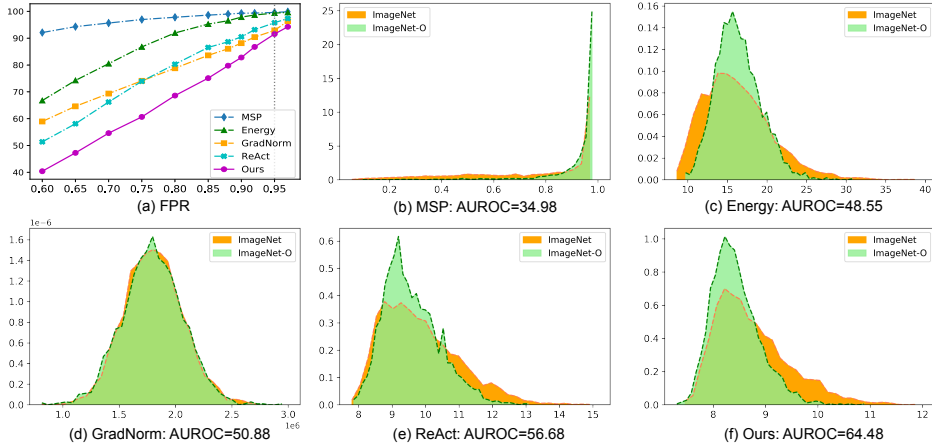 100
90
80
70
60
50
40
MSP
Energy
GradNorm
ReAct
Ours
0,60 0,65 0,70 0,75 0,80 0,85 0,90 0,95
(a) FPR
25
20
15
10
5
0
ImageNet
ImageNet-O
0.2 0.4 0.6 0.8 1.0
(b) MSP: AUROC=34.98
0.16
0.14
0.12
0.10
0.08
0.06
0.04
0.02
0.00
ImageNet
ImageNet-O
10 15 20 25 30 35 40
(c) Energy: AUROC=48.55
1e-6
1.6
1.4
1.2
1.0
0.8
0.6
0.4
0.2
0.0
ImageNet
ImageNet-O
1.0 1.5 2.0 2.5 3.0
1e6
(d) GradNorm: AUROC=50.88
0.6
0.5
0.4
0.3
0.2
0.1
0.0
ImageNet
ImageNet-O
8 9 10 11 12 13 14 15
(e) ReAct: AUROC=56.68
1.0
0.8
0.6
0.4
0.2
0.0
ImageNet
ImageNet-O
8 9 10 11 12
(f) Ours: AUROC=64.48